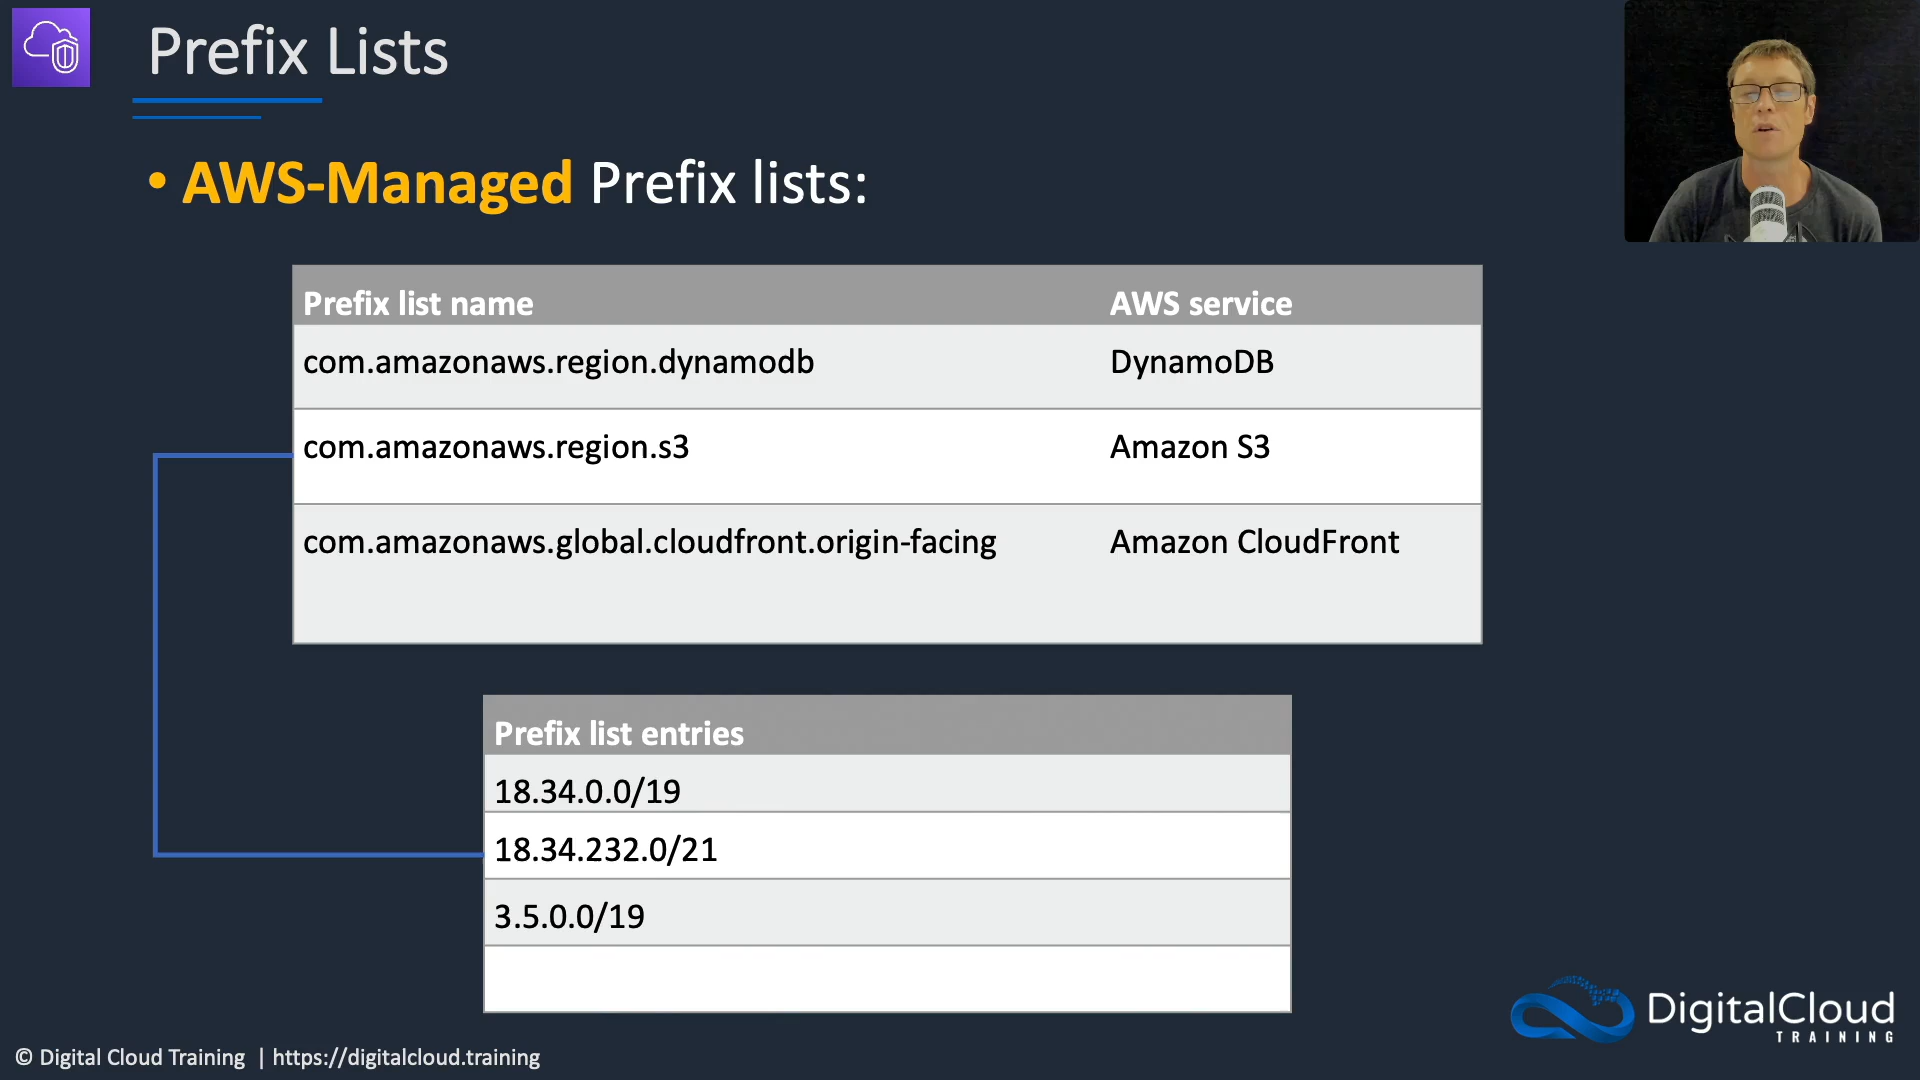 Prefix Lists
• AWS-Managed Prefix lists:
Prefix list name AWS service
com.amazonaws.region.dynamodb DynamoDB
com.amazonaws.region.s3 Amazon S3
com.amazonaws.global.cloudfront.origin-facing Amazon CloudFront
Prefix list entries
18.34.0.0/19
18.34.232.0/21
3.5.0.0/19
DigitalCloud
TRAINING
© Digital Cloud Training | https://digitalcloud.training